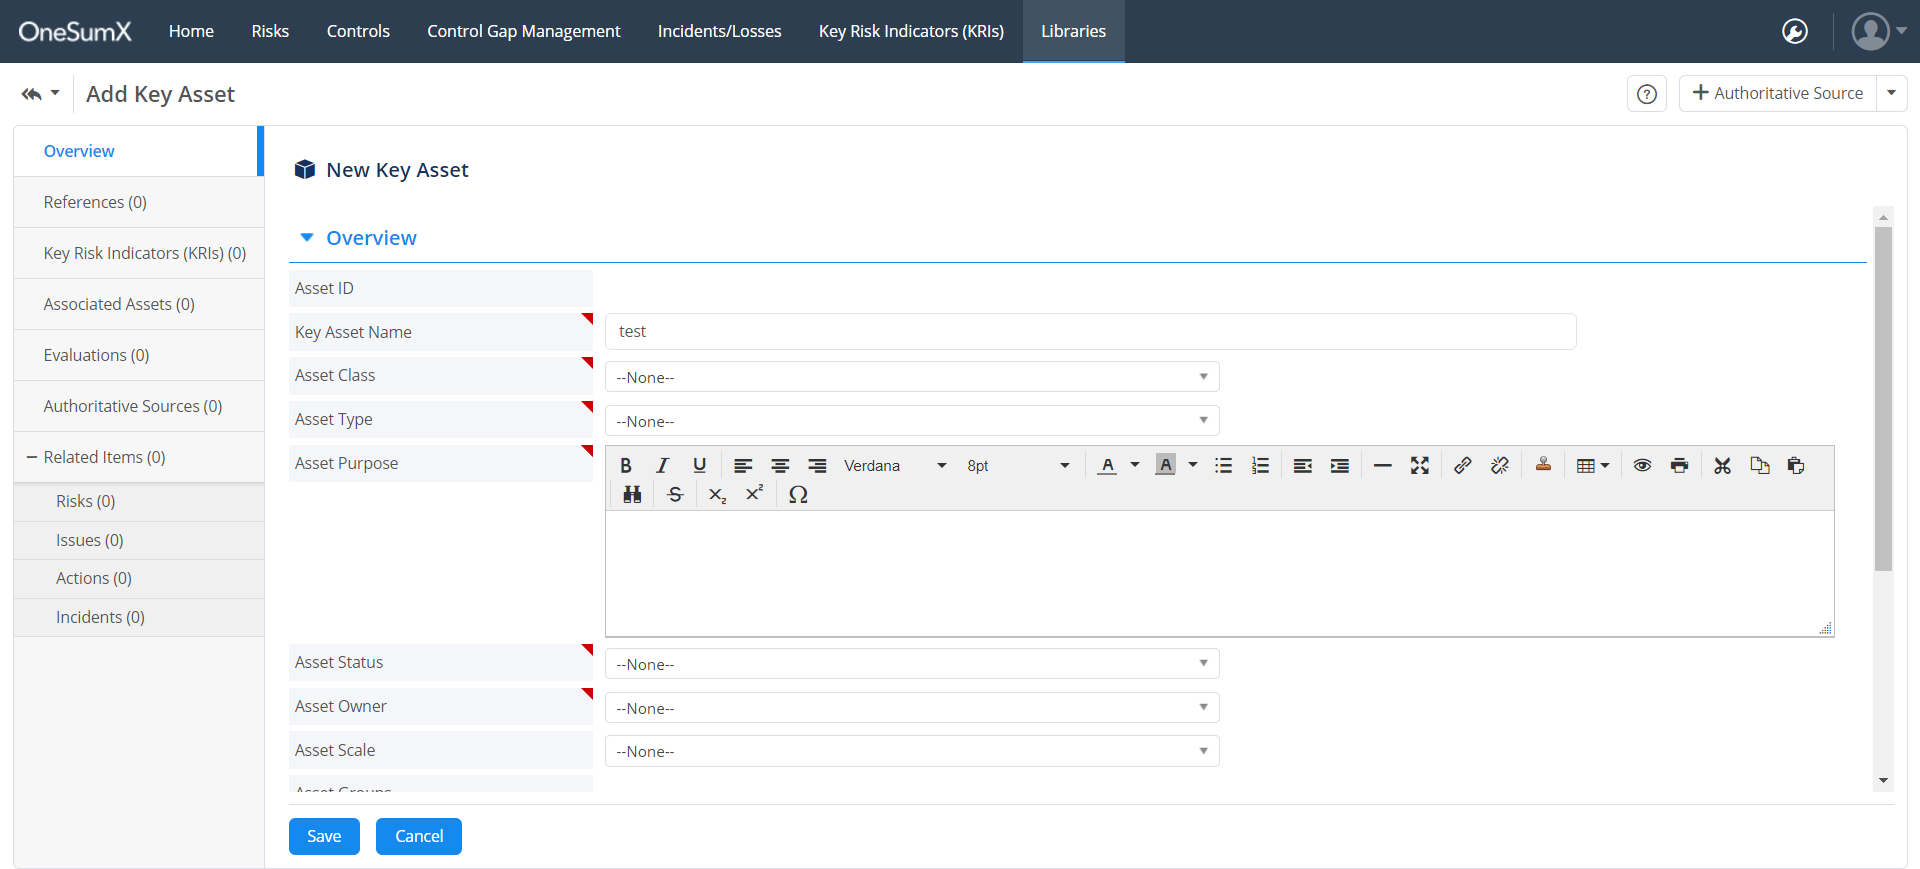 OneSumX Home Risks Controls Control Gap Management Incidents/Losses Key Risk Indicators (KRIs) Libraries
Add Key Asset
Authoritative Source
Overview
References (0)
Key Risk Indicators (KRIs) (0)
Associated Assets (0)
Evaluations (0)
Authoritative Sources (0)
Related Items (0)
Risks (0)
Issues (0)
Actions (0)
Incidents (0)
New Key Asset
Overview
Asset ID
Key Asset Name test
Asset Class --None--
Asset Type --None--
Asset Purpose
Verdana 8pt
Asset Status --None--
Asset Owner --None--
Asset Scale --None--
Asset Groups
Save Cancel